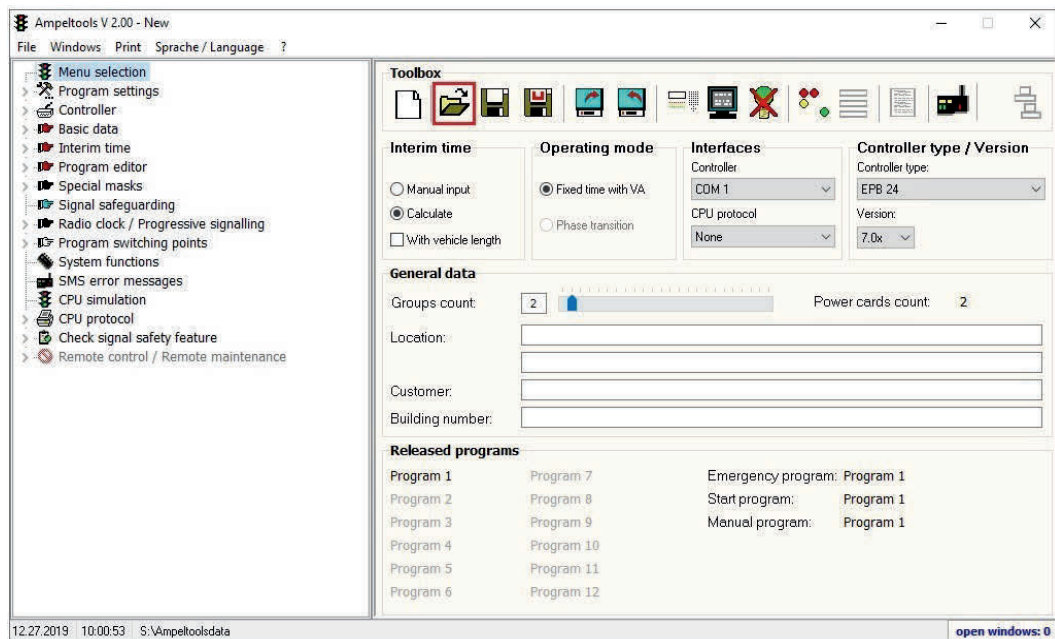 Ampeltools V 2.00 - New
File Windows Print Sprache / Language ?
Menu selection
Program settings
Controller
Basic data
Interim time
Program editor
Special masks
Signal safeguarding
Radio clock / Progressive signalling
Program switching points
System functions
SMS error messages
CPU simulation
CPU protocol
Check signal safety feature
Remote control / Remote maintenance
Toolbox
Interim time
Manual input
Calculate
With vehicle length
Operating mode
Fixed time with VA
Phase transition
Interfaces
Controller
COM 1
CPU protocol
None
Controller type / Version
Controller type:
EPB 24
Version:
7.0x
General data
Groups count: 2 Power cards count: 2
Location:
Customer:
Building number:
Released programs
Program 1 Program 7 Emergency program: Program 1
Program 2 Program 8 Start program: Program 1
Program 3 Program 9 Manual program: Program 1
Program 4 Program 10
Program 5 Program 11
Program 6 Program 12
12.27.2019 10:00:53 S:\Ampeltoolsdata open windows: 0